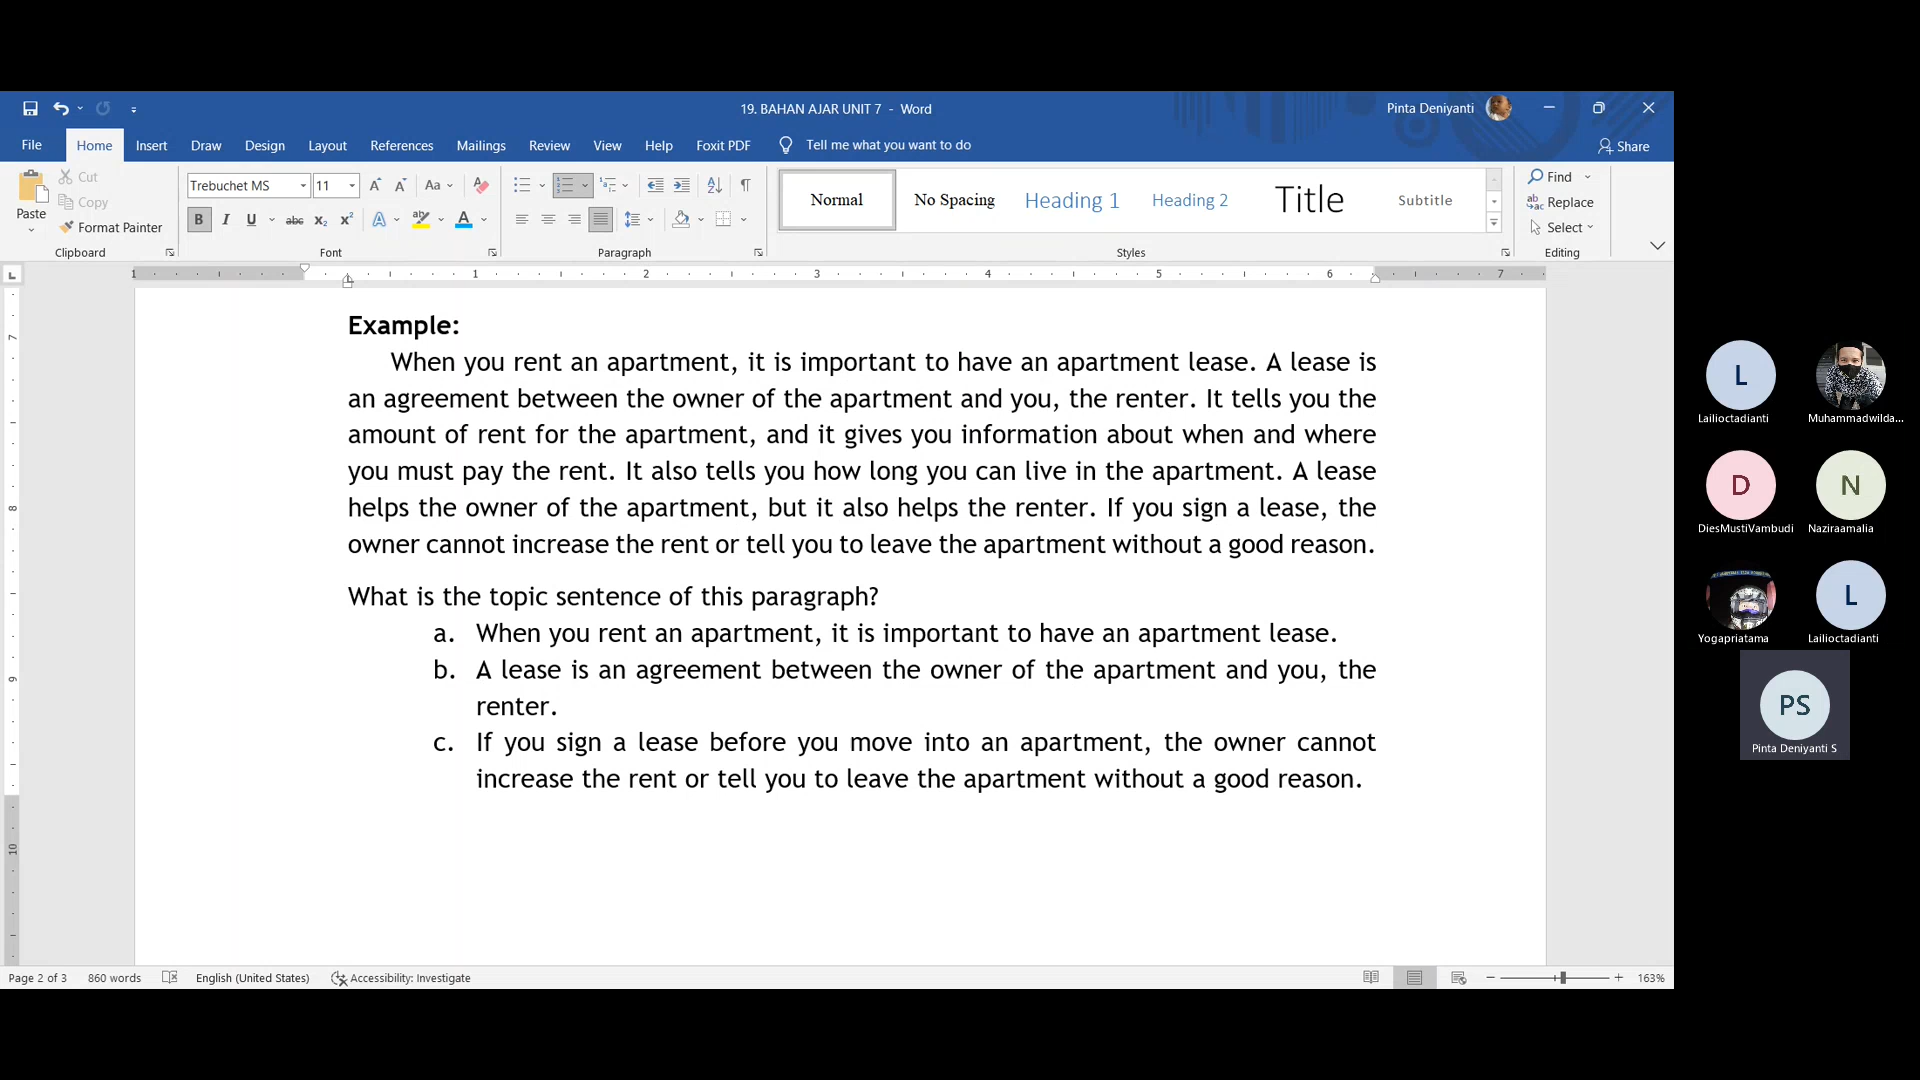 19. BAHAN AJAR UNIT 7 - Word
Pinta Deniyanti
File Home Insert Draw Design Layout References Mailings Review View Help Foxit PDF Tell me what you want to do Share
Paste
Cut
Copy
Format Painter
Clipboard
Trebuchet MS 11
Font
Paragraph
Normal No Spacing Heading 1 Heading 2 Title Subtitle
Styles
Find
Replace
Select
Editing
1 1 2 3 4 5 6 7
7
8
9
10
Example:
When you rent an apartment, it is important to have an apartment lease. A lease is
an agreement between the owner of the apartment and you, the renter. It tells you the
amount of rent for the apartment, and it gives you information about when and where
you must pay the rent. It also tells you how long you can live in the apartment. A lease
helps the owner of the apartment, but it also helps the renter. If you sign a lease, the
owner cannot increase the rent or tell you to leave the apartment without a good reason.
What is the topic sentence of this paragraph?
a. When you rent an apartment, it is important to have an apartment lease.
b. A lease is an agreement between the owner of the apartment and you, the
renter.
c. If you sign a lease before you move into an apartment, the owner cannot
increase the rent or tell you to leave the apartment without a good reason.
Page 2 of 3 860 words English (United States) Accessibility: Investigate 163%
L
Lailioctadianti
Muhammadwilda...
D
DiesMustiVambudi
N
Naziraamalia
Yogapriatama
L
Lailioctadianti
PS
Pinta Deniyanti S